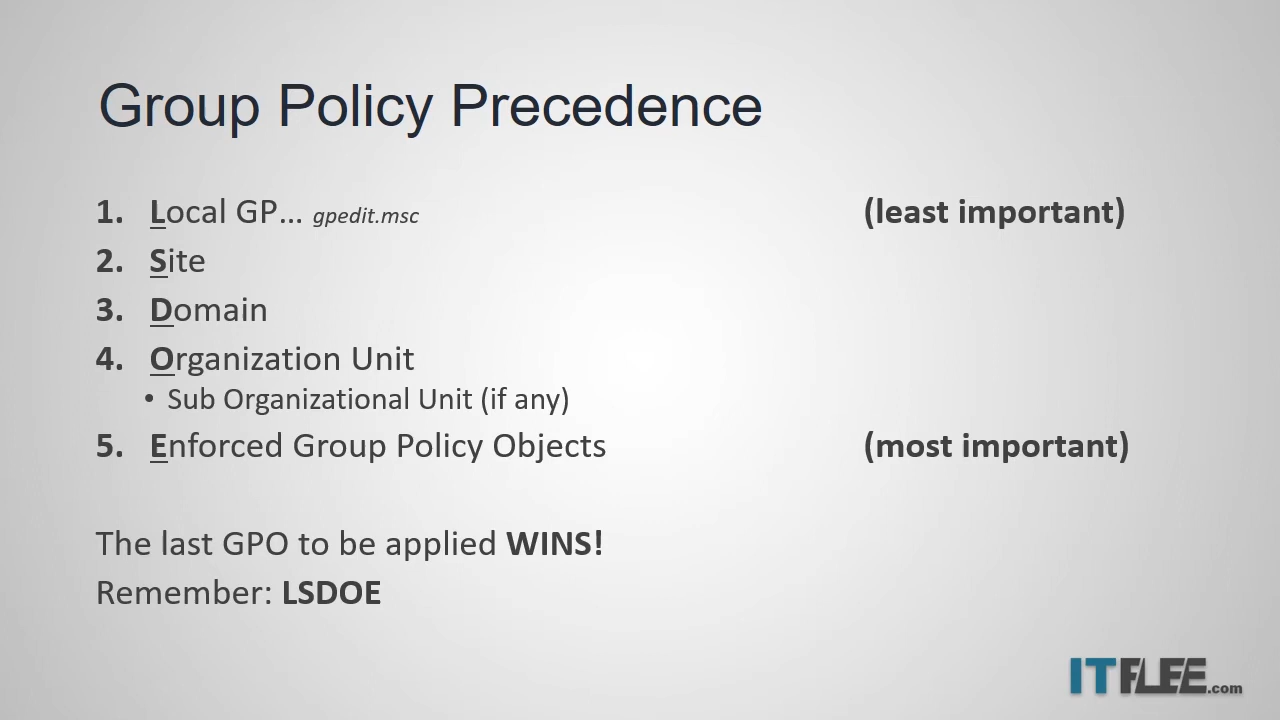 Group Policy Precedence
1. Local GP... gpedit.msc (least important)
2. Site
3. Domain
4. Organization Unit
• Sub Organizational Unit (if any)
5. Enforced Group Policy Objects (most important)
The last GPO to be applied WINS!
Remember: LSDOE
ITFLEE.com